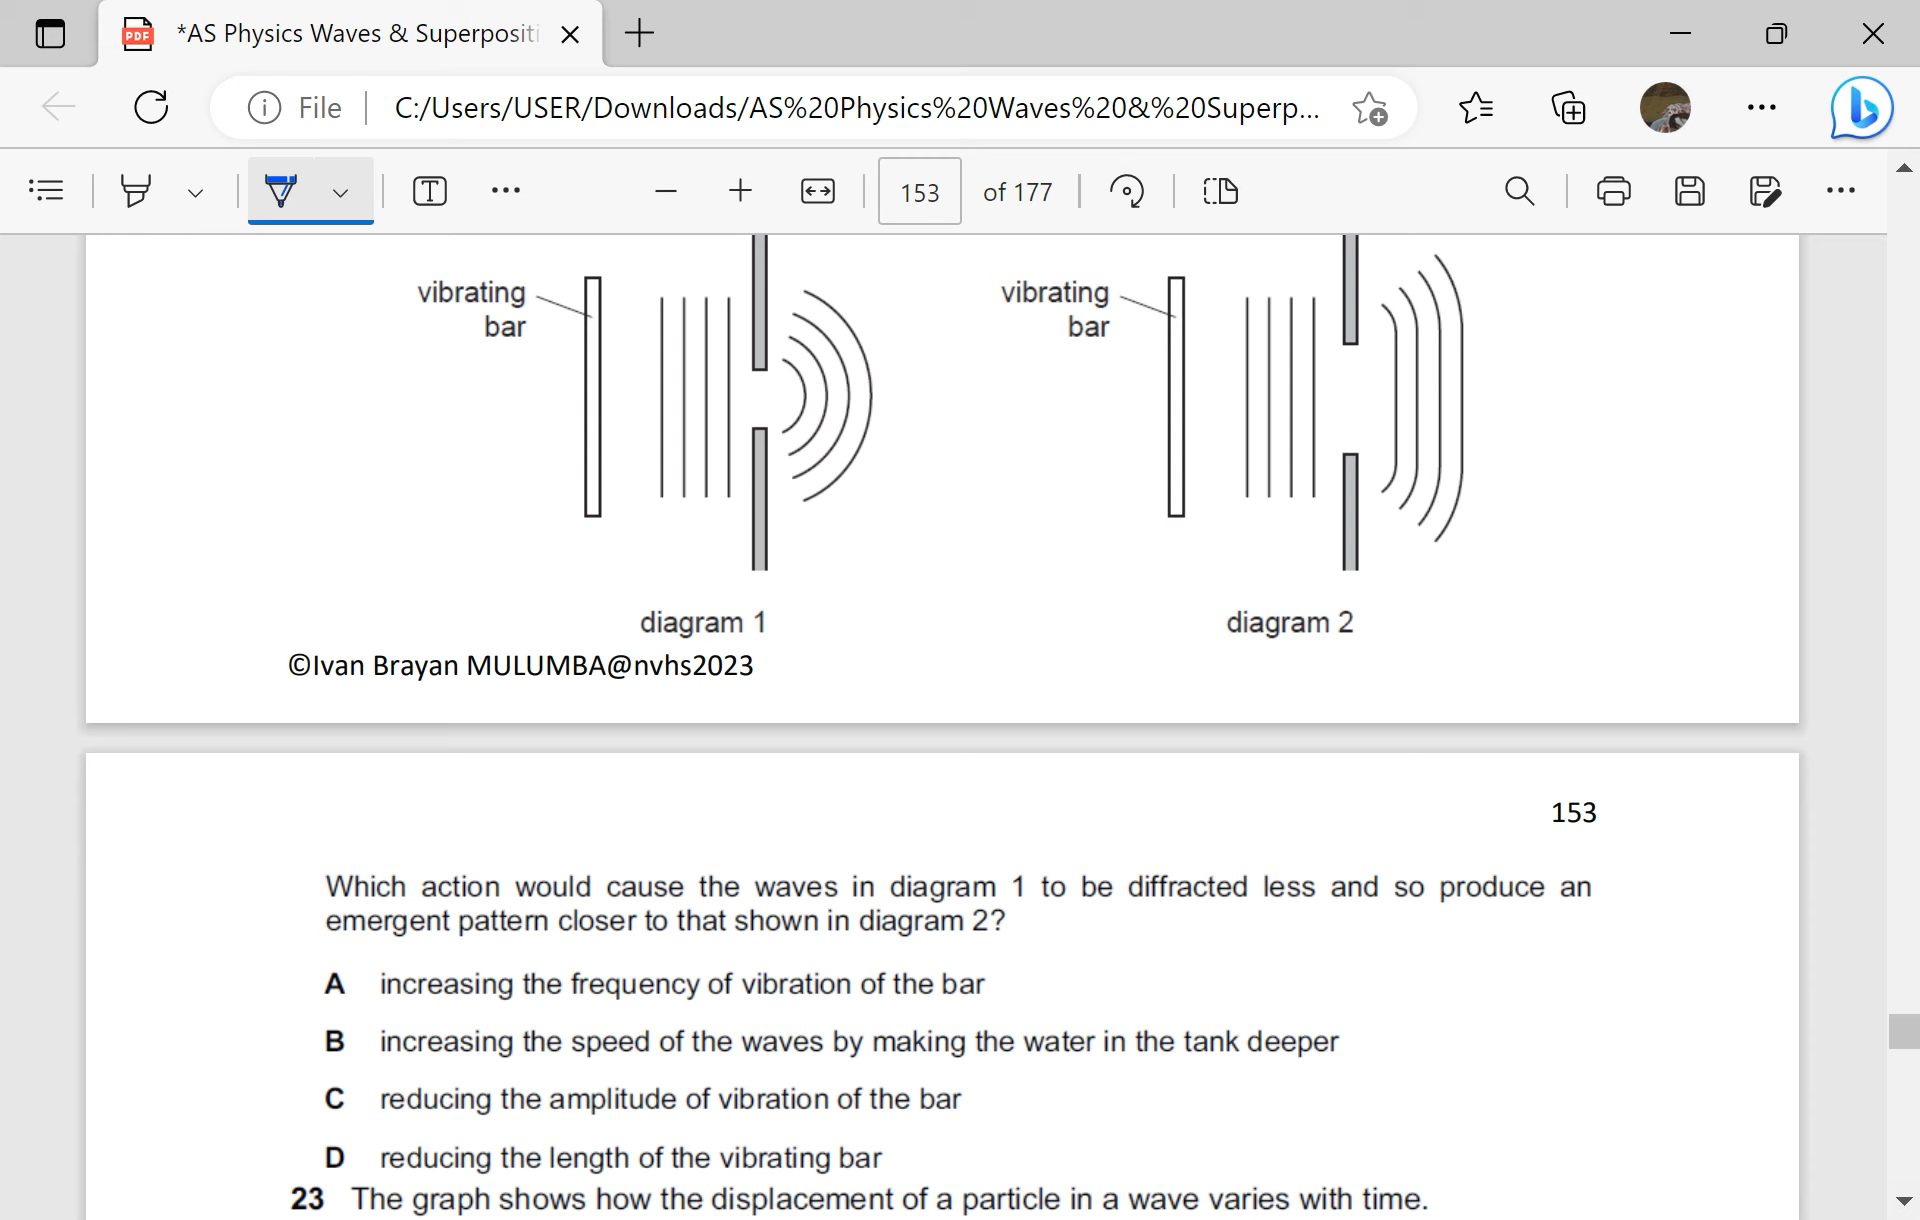 *AS Physics Waves & Superpositi
File
C:/Users/USER/Downloads/AS%20Physics%20Waves%20&%20Superp...
153 of 177
vibrating
bar
vibrating
bar
diagram 1
diagram 2
©Ivan Brayan MULUMBA@nvhs2023
153
Which action would cause the waves in diagram 1 to be diffracted less and so produce an
emergent pattern closer to that shown in diagram 2?
A increasing the frequency of vibration of the bar
B increasing the speed of the waves by making the water in the tank deeper
C reducing the amplitude of vibration of the bar
D reducing the length of the vibrating bar
23 The graph shows how the displacement of a particle in a wave varies with time.